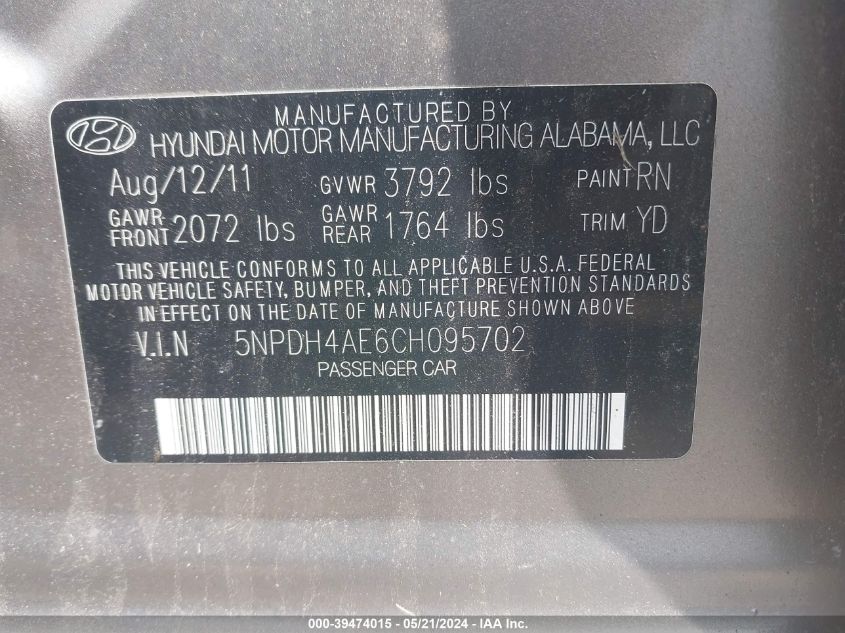 MANUFACTURED BY
HYUNDAI MOTOR MANUFACTURING ALABAMA, LLC
Aug/12/11 GVWR 3792 lbs PAINT RN
GAWR FRONT 2072 lbs GAWR REAR 1764 lbs TRIM YD
THIS VEHICLE CONFORMS TO ALL APPLICABLE U.S.A. FEDERAL
MOTOR VEHICLE SAFETY, BUMPER, AND THEFT PREVENTION STANDARDS
IN EFFECT ON THE DATE OF MANUFACTURE SHOWN ABOVE
V.I.N 5NPDH4AE6CH095702
PASSENGER CAR
000-39474015 - 05/21/2024 - IAA, Inc.